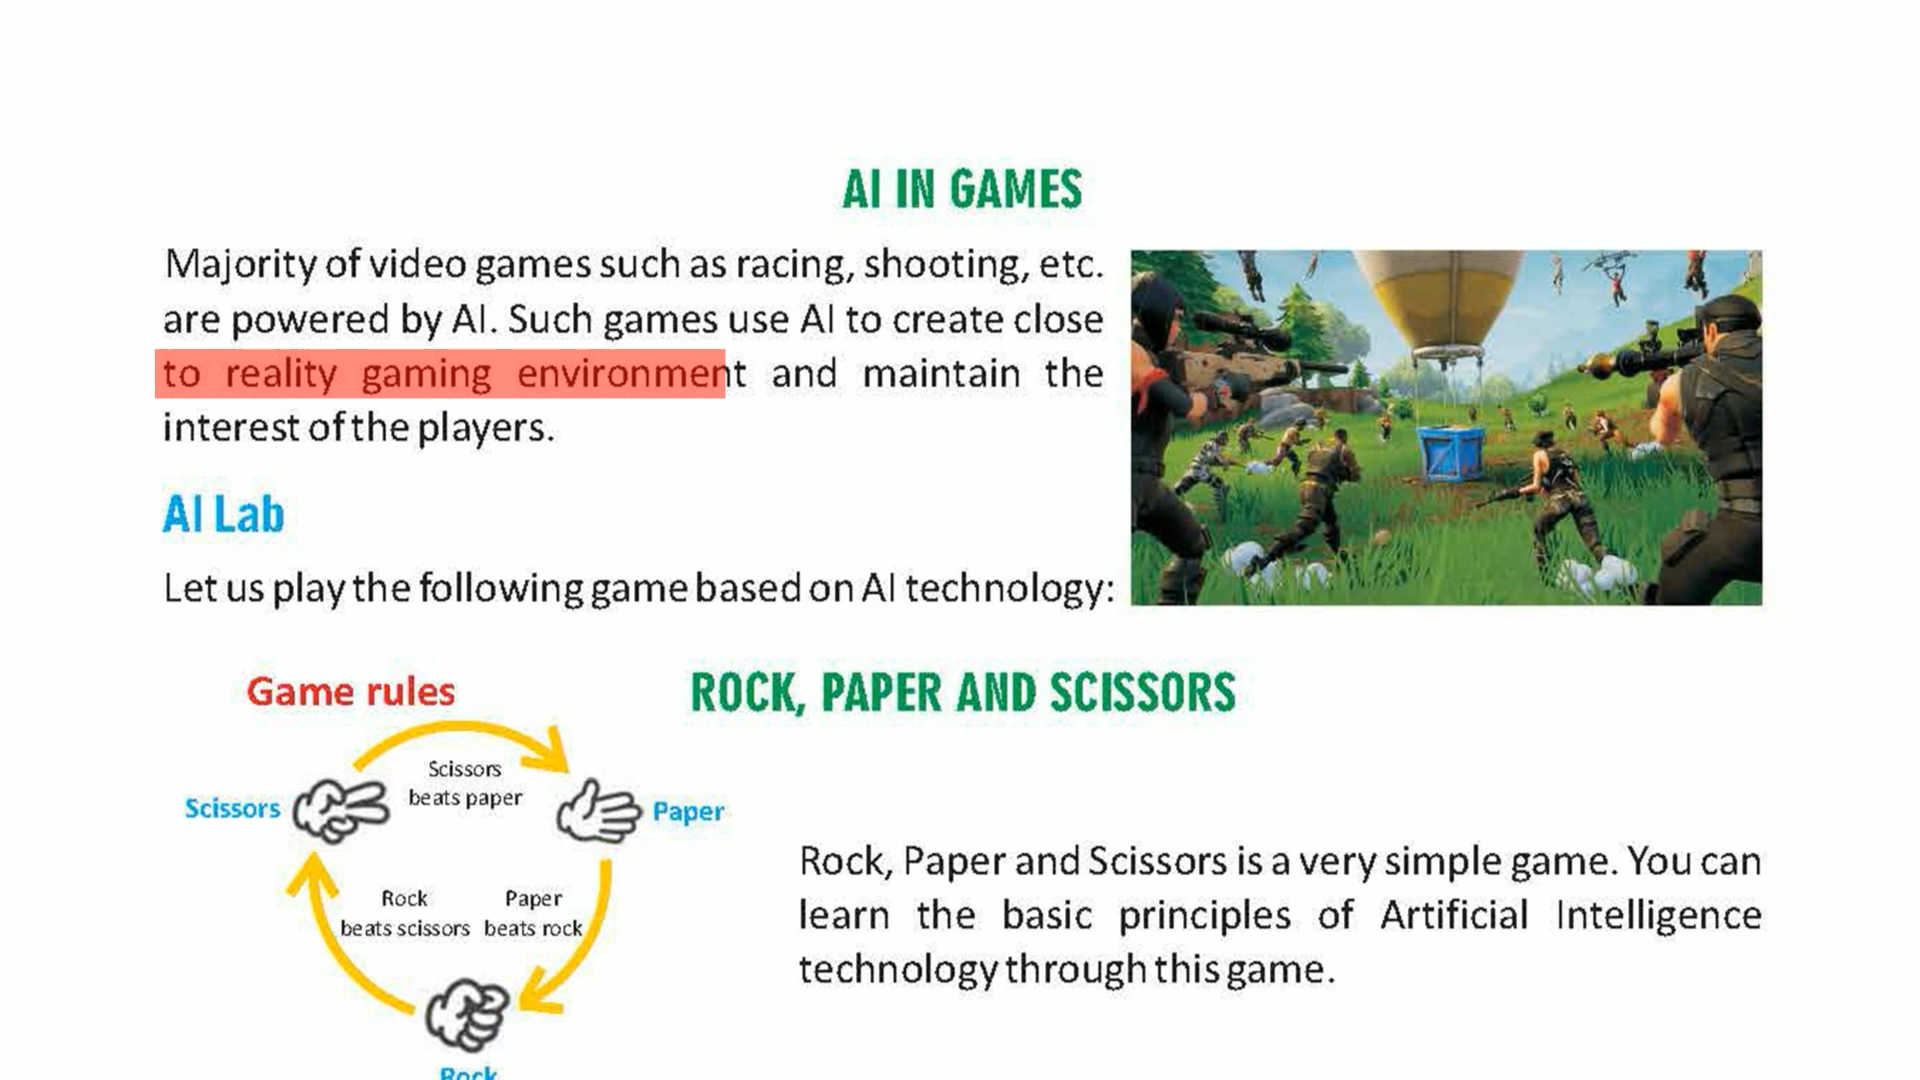 AI IN GAMES
Majority of video games such as racing, shooting, etc.
are powered by AI. Such games use AI to create close
to reality gaming environment and maintain the
interest of the players.
AI Lab
Let us play the following game based on AI technology:
Game rules
ROCK, PAPER AND SCISSORS
Scissors
beats paper
Scissors
Paper
Rock
beats scissors
Paper
beats rock
Rock
Rock, Paper and Scissors is a very simple game. You can
learn the basic principles of Artificial Intelligence
technology through this game.